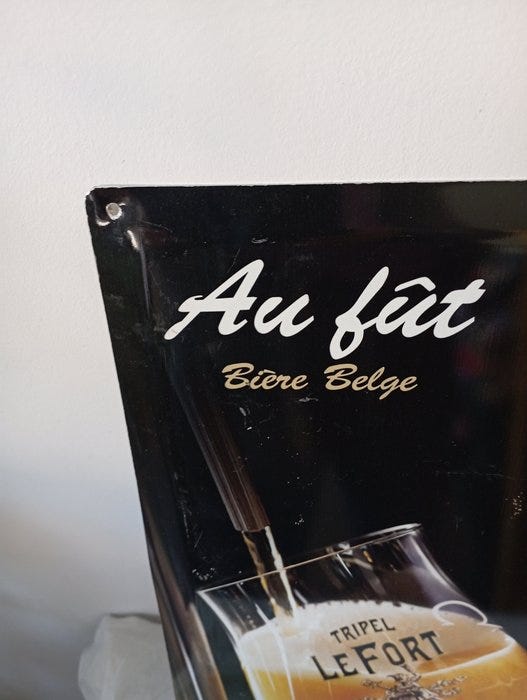 Au fût
Bière Belge
TRIPEL
LEFORT